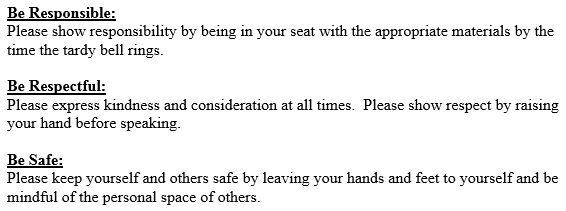 Be Responsible:
Please show responsibility by being in your seat with the appropriate materials by the
time the tardy bell rings.
Be Respectful:
Please express kindness and consideration at all times.  Please show respect by raising
your hand before speaking.
Be Safe:
Please keep yourself and others safe by leaving your hands and feet to yourself and be
mindful of the personal space of others.